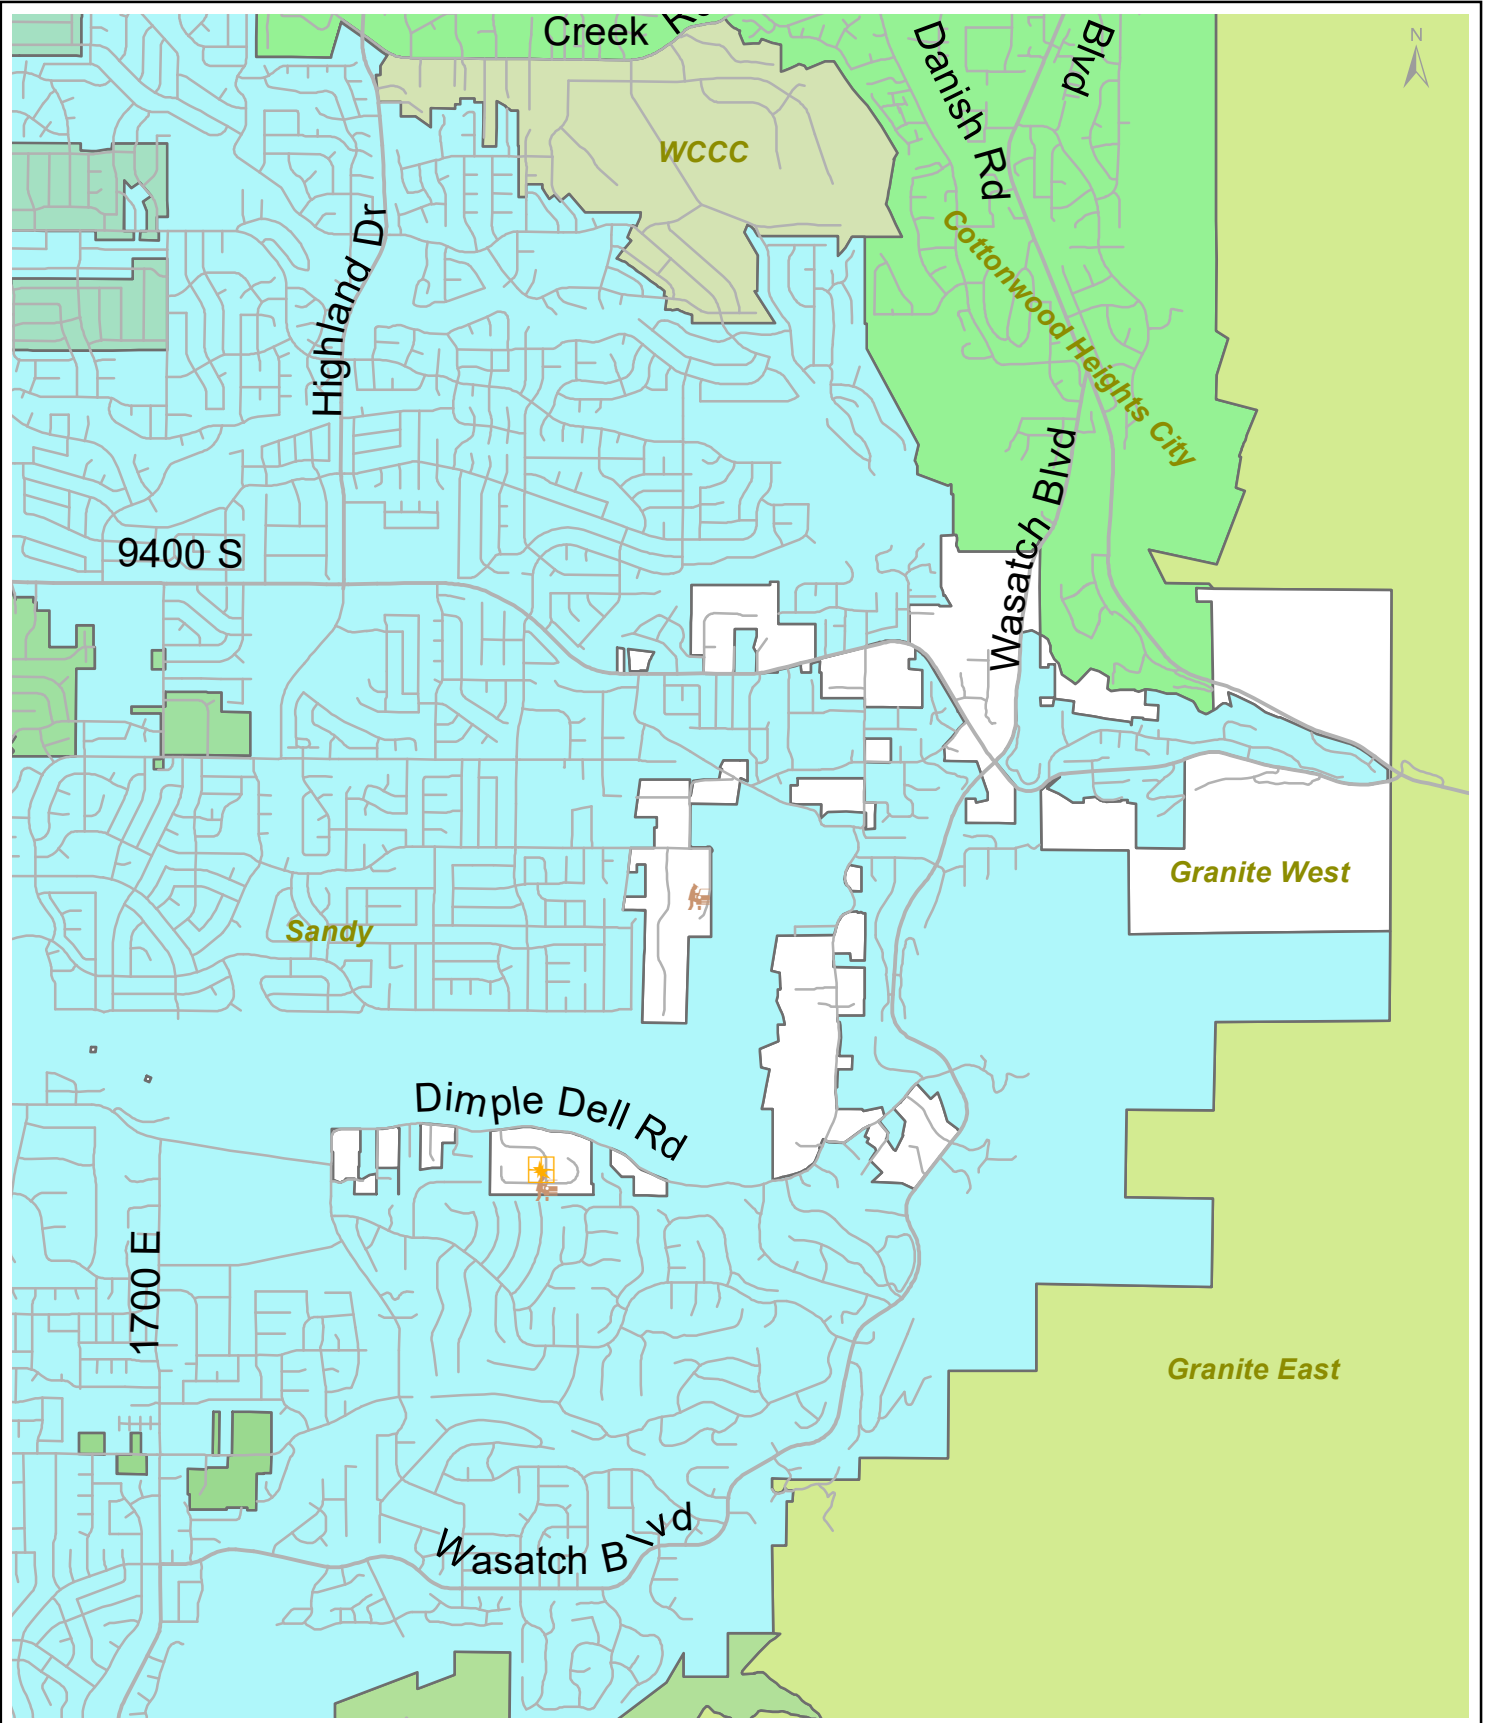 Creek
Danish Rd
Blvd
N
WCCC
Cottonwood Heights City
Highland Dr
Wasatch Blvd
9400 S
Granite West
Sandy
Dimple Dell Rd
1700 E
Granite East
Wasatch Blvd